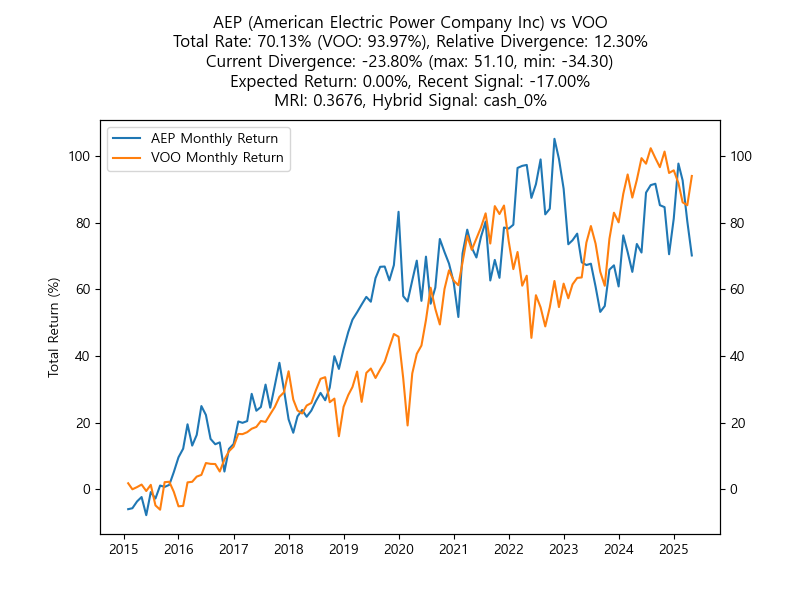 AEP (American Electric Power Company Inc) vs VOO
Total Rate: 70.13% (VOO: 93.97%), Relative Divergence: 12.30%
Current Divergence: -23.80% (max: 51.10, min: -34.30)
Expected Return: 0.00%, Recent Signal: -17.00%
MRI: 0.3676, Hybrid Signal: cash_0%
AEP Monthly Return
VOO Monthly Return
Total Return (%)
100 100
80 80
60 60
40 40
20 20
0 0
2015 2016 2017 2018 2019 2020 2021 2022 2023 2024 2025